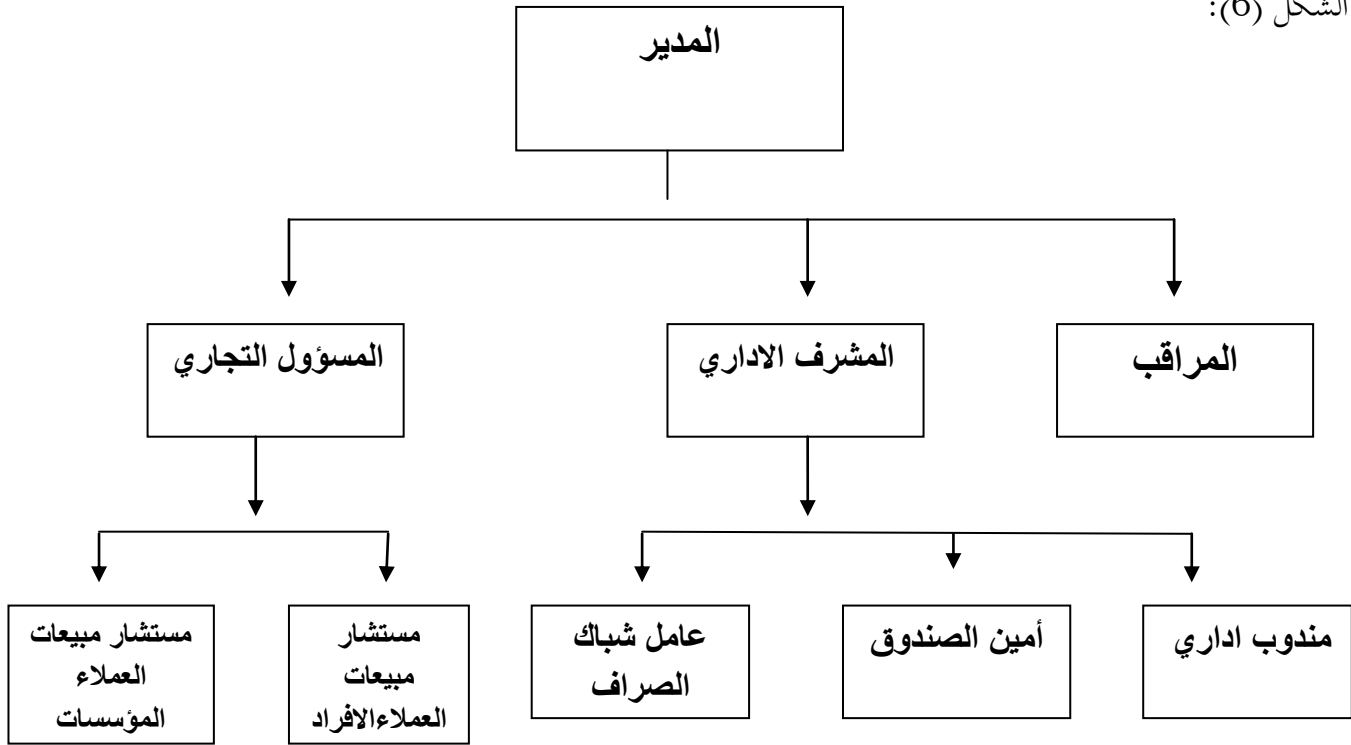 الشكل (6):
المدير
المراقب
المشرف الاداري
المسؤول التجاري
مندوب اداري
أمين الصندوق
عامل شباك
الصراف
مستشار
مبيعات
العملاءالافراد
مستشار مبيعات
العملاء
المؤسسات